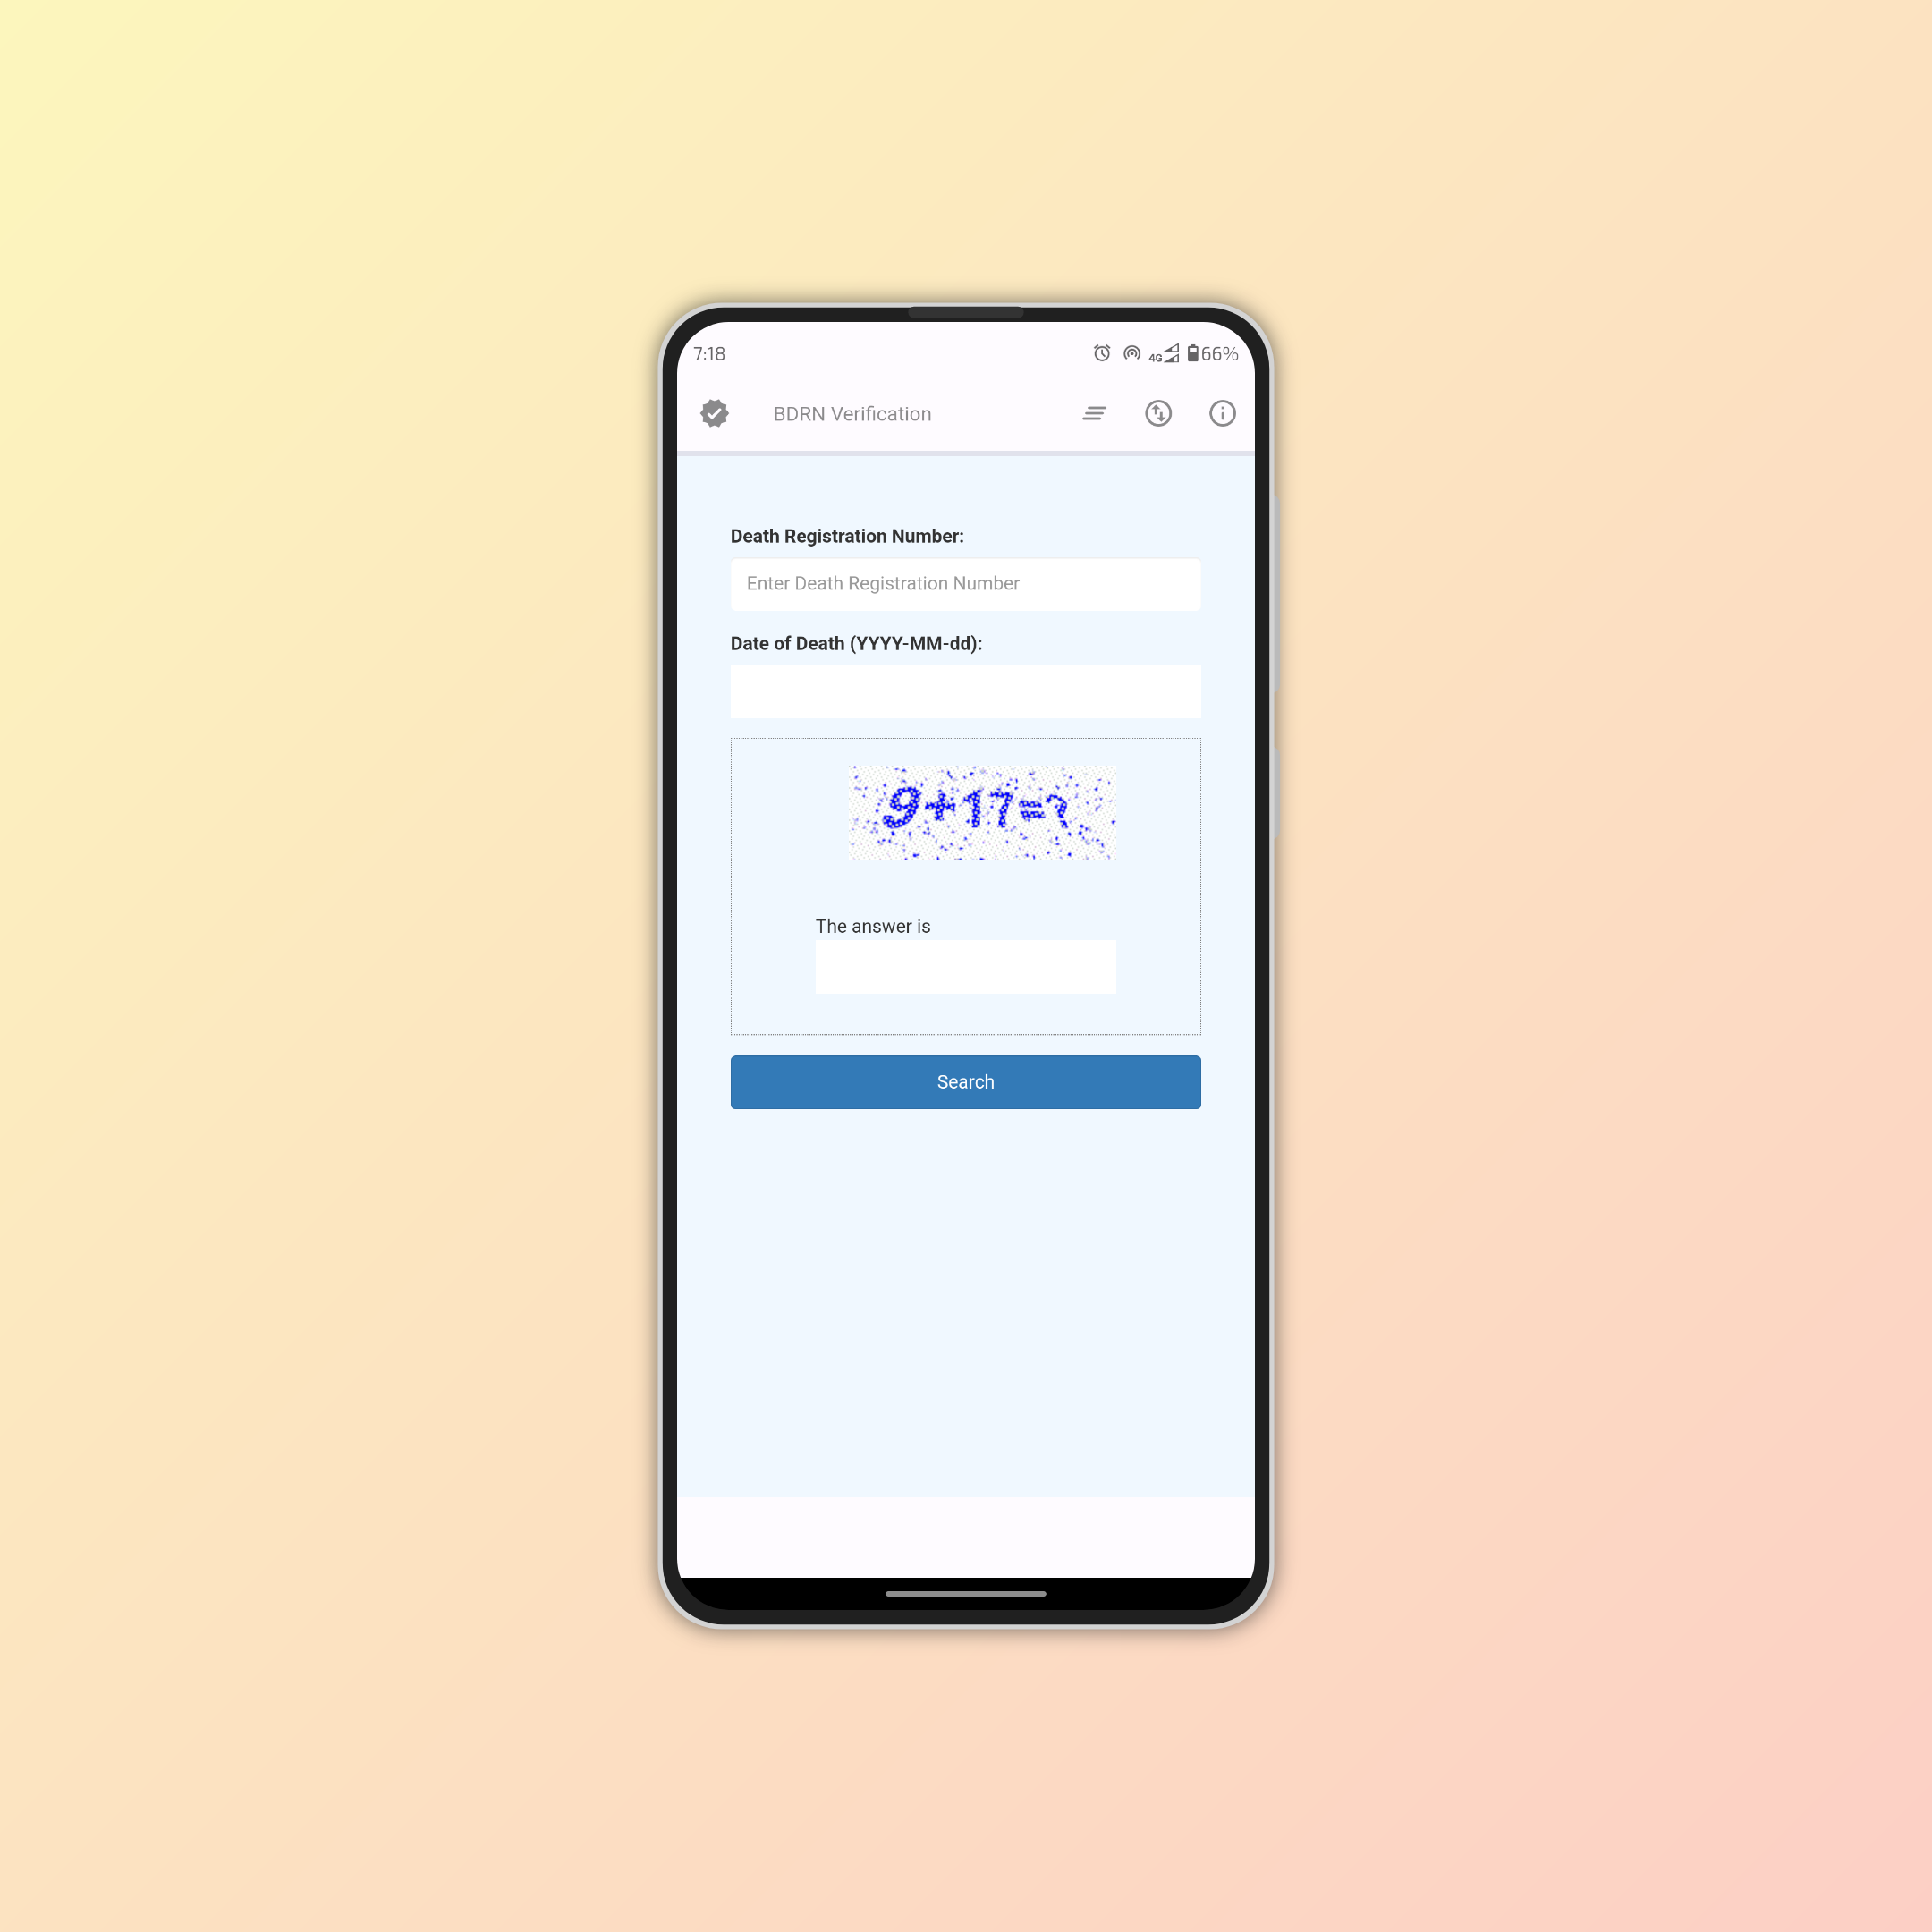 7:18
4G 66%
BDRN Verification
Death Registration Number:
Enter Death Registration Number
Date of Death (YYYY-MM-dd):
9+17=?
The answer is
Search